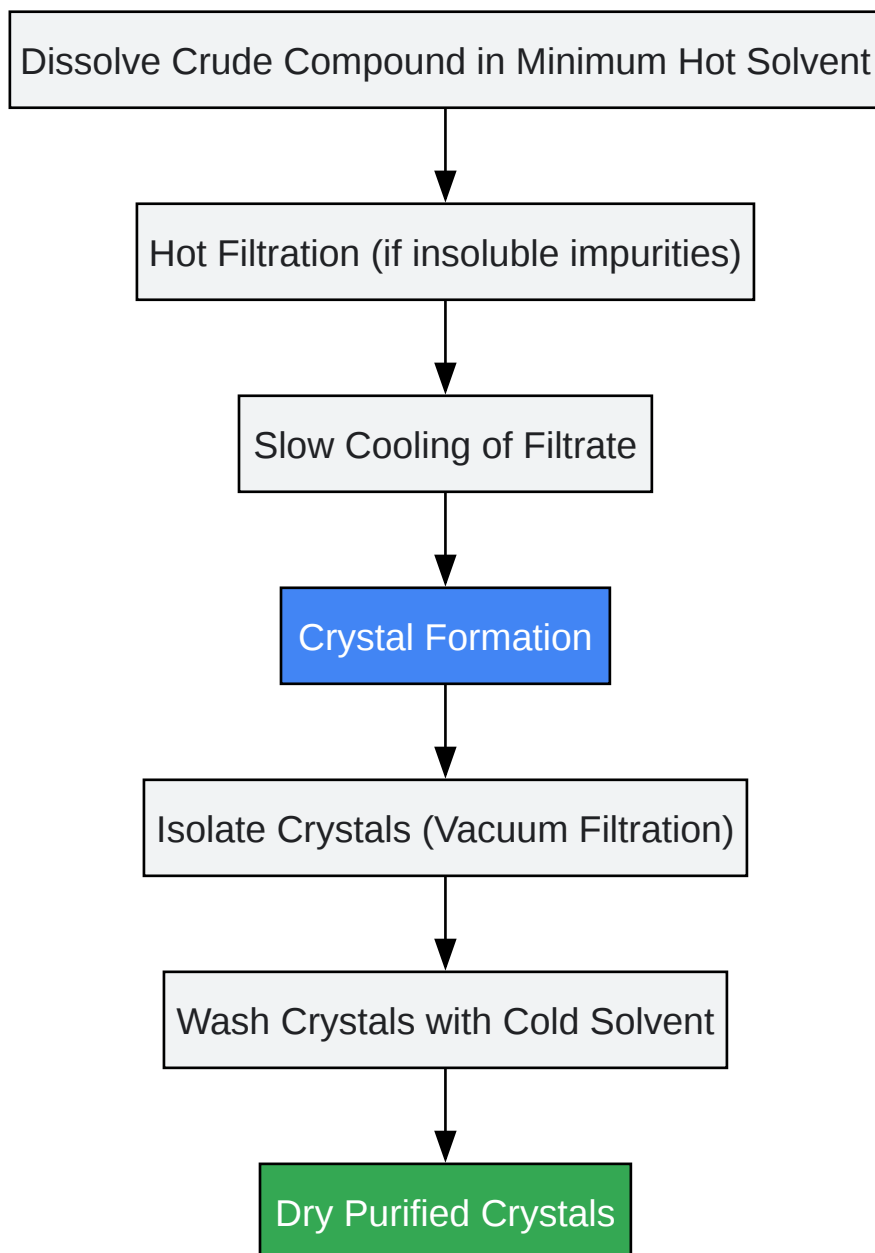 Dissolve Crude Compound in Minimum Hot Solvent
Hot Filtration (if insoluble impurities)
Slow Cooling of Filtrate
Crystal Formation
Isolate Crystals (Vacuum Filtration)
Wash Crystals with Cold Solvent
Dry Purified Crystals